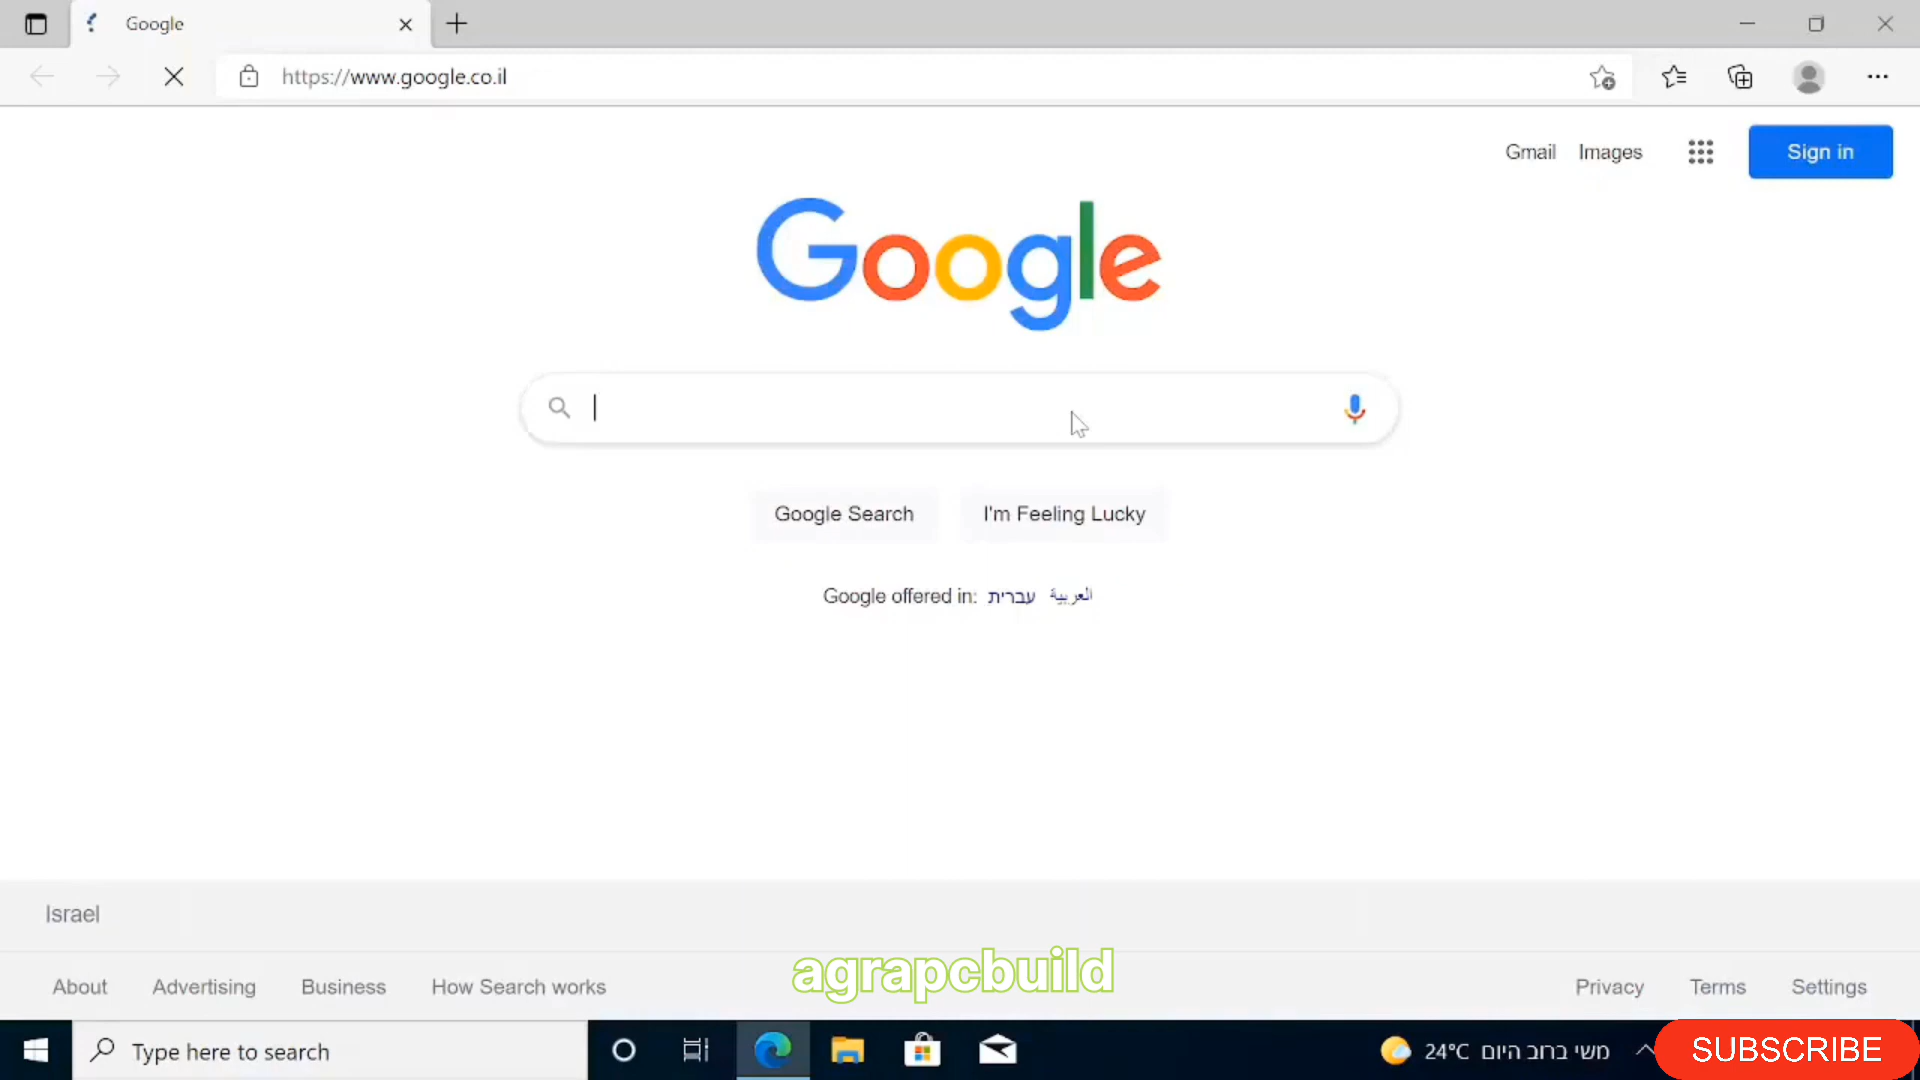 Google
https://www.google.co.il
Gmail Images Sign in
Google
Google Search I'm Feeling Lucky
Google offered in: עברית العربية
Israel
agrapcbuild
About Advertising Business How Search works Privacy Terms Settings
Type here to search 24°C משי ברוב היום SUBSCRIBE